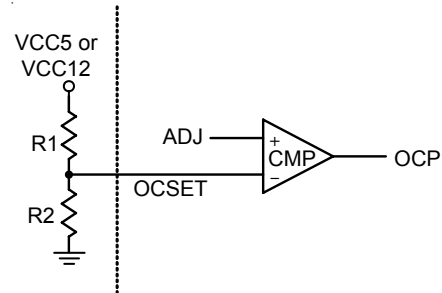 VCC5 or
VCC12
R1
ADJ
+
CMP
−
OCP
OCSET
R2